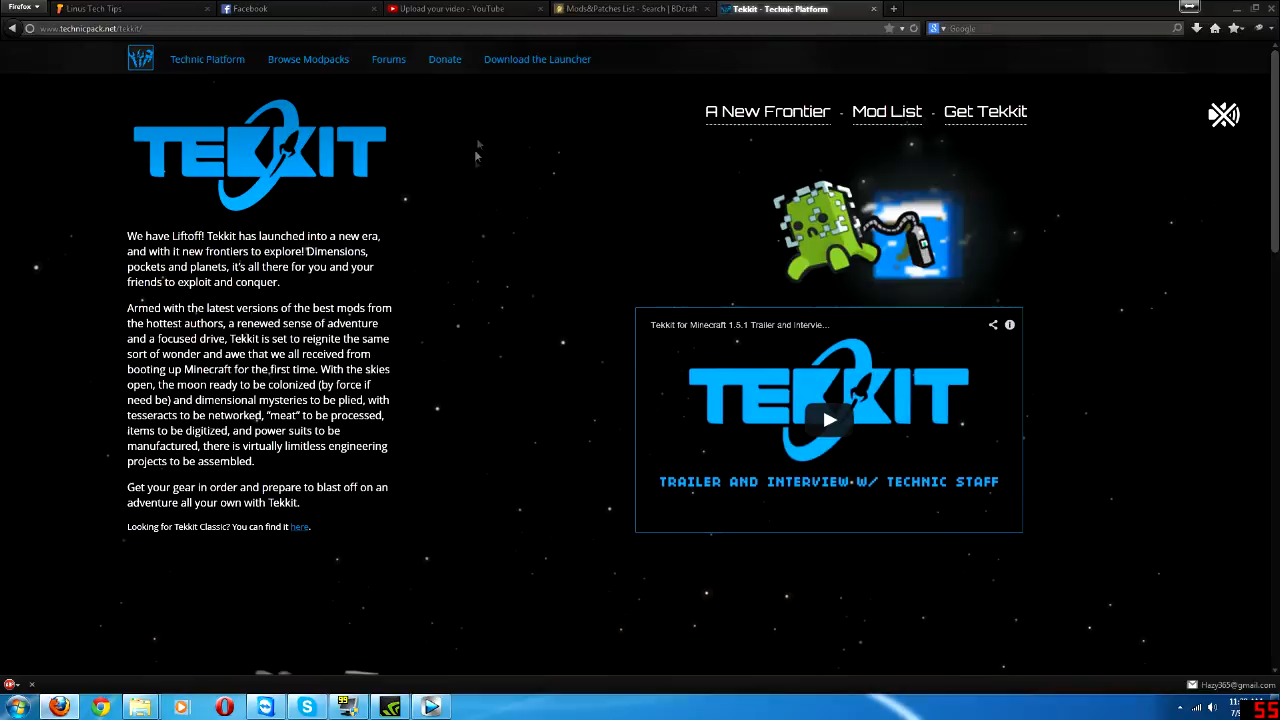 Firefox
Linus Tech Tips
Facebook
Upload your video - YouTube
Mods&Patches List - Search | BDcraft
Tekkit - Technic Platform
www.technicpack.net/tekkit/
Google
Technic Platform
Browse Modpacks
Forums
Donate
Download the Launcher
TEKKIT
A New Frontier - Mod List - Get Tekkit
We have Liftoff! Tekkit has launched into a new era,
and with it new frontiers to explore! Dimensions,
pockets and planets, it's all there for you and your
friends to exploit and conquer.
Armed with the latest versions of the best mods from
the hottest authors, a renewed sense of adventure
and a focused drive, Tekkit is set to reignite the same
sort of wonder and awe that we all received from
booting up Minecraft for the first time. With the skies
open, the moon ready to be colonized (by force if
need be) and dimensional mysteries to be plied, with
tesseracts to be networked, "meat" to be processed,
items to be digitized, and power suits to be
manufactured, there is virtually limitless engineering
projects to be assembled.
Get your gear in order and prepare to blast off on an
adventure all your own with Tekkit.
Looking for Tekkit Classic? You can find it here.
Tekkit for Minecraft 1.5.1 Trailer and Intervie...
TEKKIT
TRAILER AND INTERVIEW W/ TECHNIC STAFF
Hazy365@gmail.com
99
55